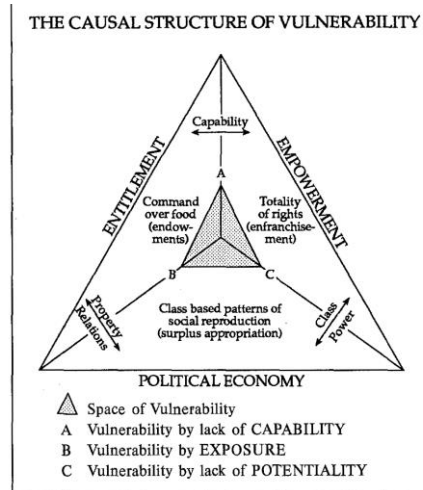 THE CAUSAL STRUCTURE OF VULNERABILITY
Capability
ENTITLEMENT
EMPOWERMENT
A
Command
over food
(endow-
ments)
Totality
of rights
(enfranchise-
ment)
B
C
Property
Relations
Class based patterns of
social reproduction
(surplus appropriation)
Class
Power
POLITICAL ECONOMY
Space of Vulnerability
A Vulnerability by lack of CAPABILITY
B Vulnerability by EXPOSURE
C Vulnerability by lack of POTENTIALITY